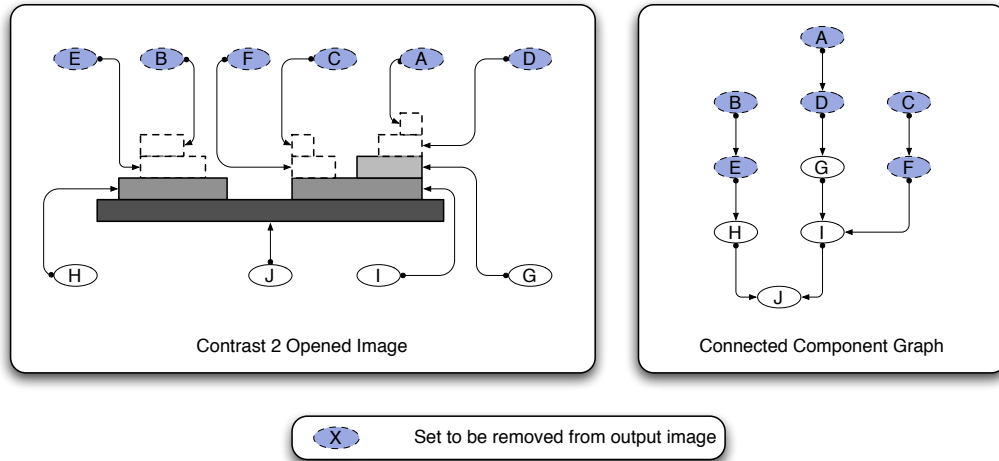 E B F C A D
H J I G
Contrast 2 Opened Image
A
B D C
E G F
H I
J
Connected Component Graph
X Set to be removed from output image